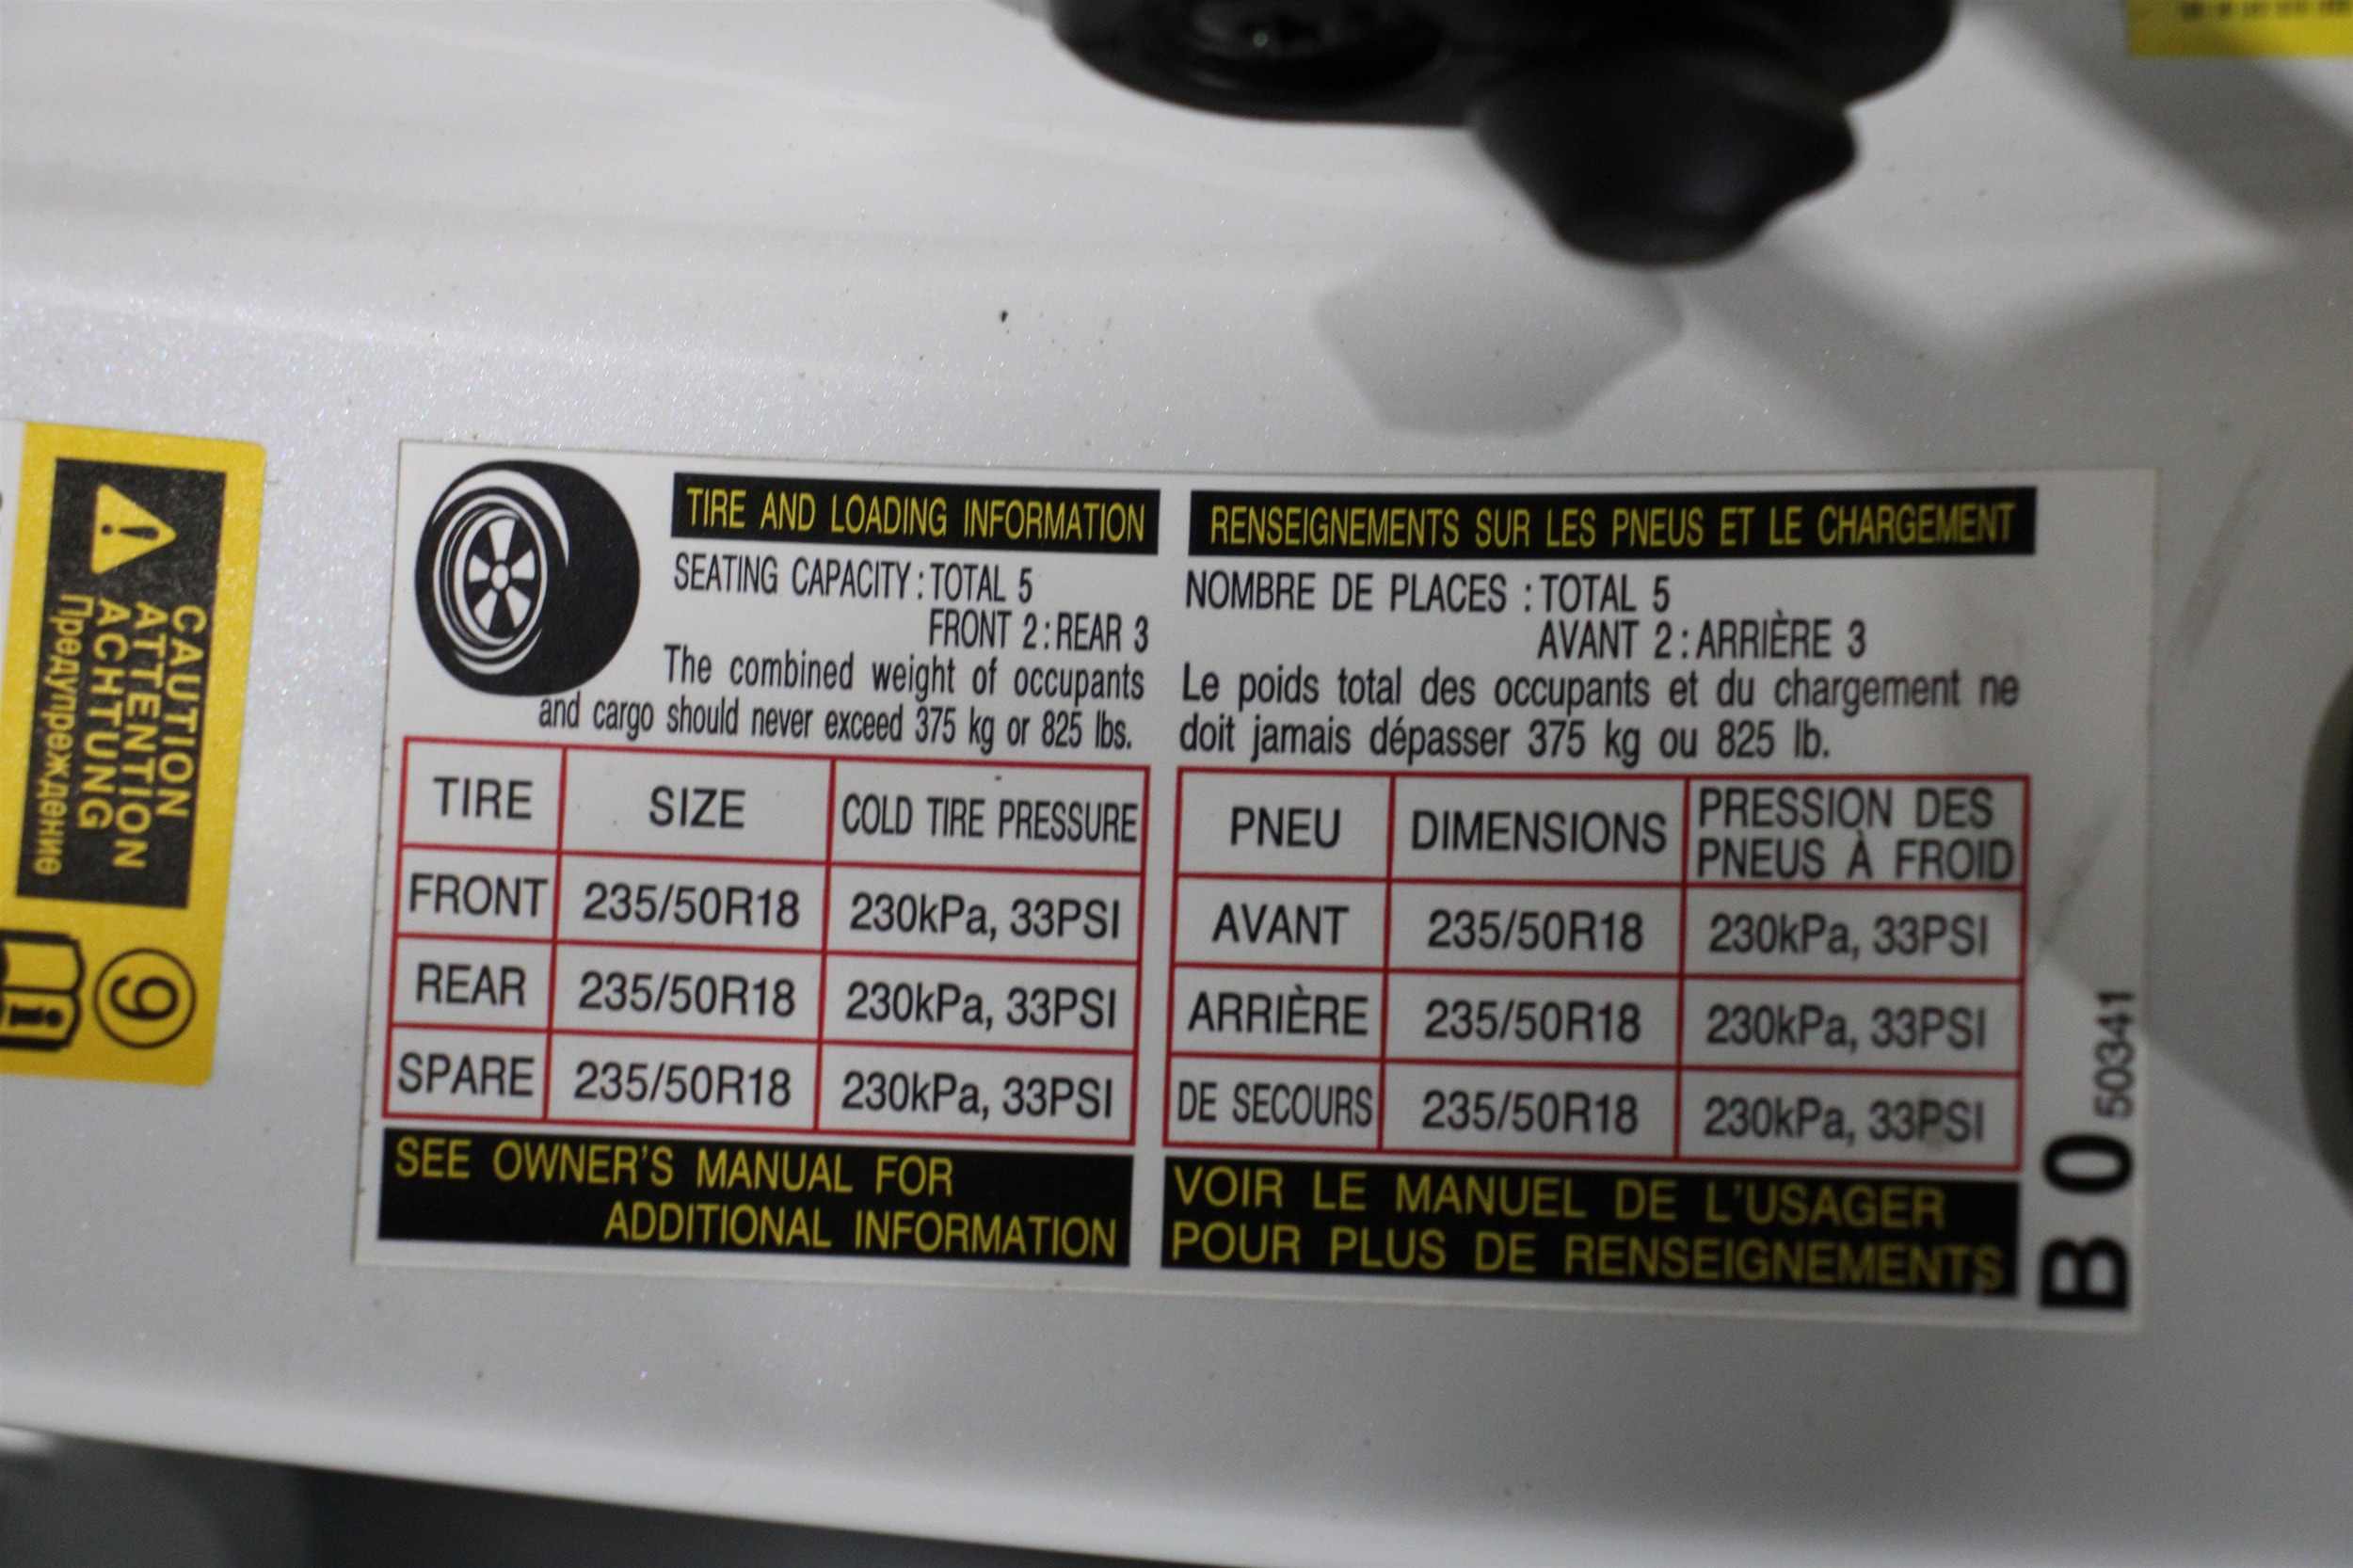 CAUTION
ATTENTION
ACHTUNG
Предупреждение
9
i
TIRE AND LOADING INFORMATION
SEATING CAPACITY : TOTAL 5
FRONT 2 : REAR 3
The combined weight of occupants
and cargo should never exceed 375 kg or 825 lbs.
TIRE SIZE COLD TIRE PRESSURE
FRONT 235/50R18 230kPa, 33PSI
REAR 235/50R18 230kPa, 33PSI
SPARE 235/50R18 230kPa, 33PSI
SEE OWNER'S MANUAL FOR
ADDITIONAL INFORMATION
RENSEIGNEMENTS SUR LES PNEUS ET LE CHARGEMENT
NOMBRE DE PLACES : TOTAL 5
AVANT 2 : ARRIÈRE 3
Le poids total des occupants et du chargement ne
doit jamais dépasser 375 kg ou 825 lb.
PNEU DIMENSIONS PRESSION DES
PNEUS À FROID
AVANT 235/50R18 230kPa, 33PSI
ARRIÈRE 235/50R18 230kPa, 33PSI
DE SECOURS 235/50R18 230kPa, 33PSI
VOIR LE MANUEL DE L'USAGER
POUR PLUS DE RENSEIGNEMENTS
B 0 50341